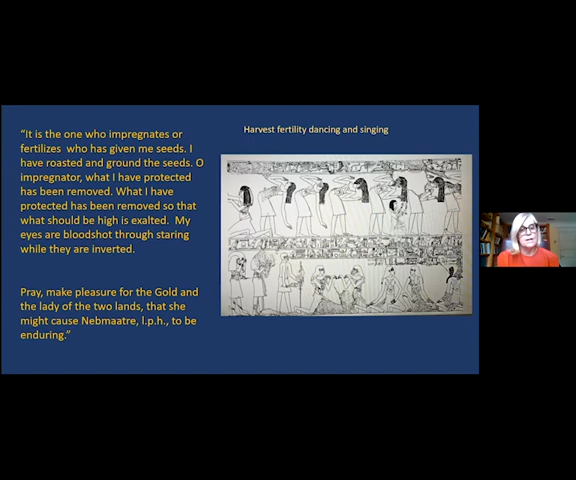 Harvest fertility dancing and singing
“It is the one who impregnates or
fertilizes who has given me seeds. I
have roasted and ground the seeds. O
impregnator, what I have protected
has been removed. What I have
protected has been removed so that
what should be high is exalted. My
eyes are bloodshot through staring
while they are inverted.
Pray, make pleasure for the Gold and
the lady of the two lands, that she
might cause Nebmaatre, l.p.h., to be
enduring.”